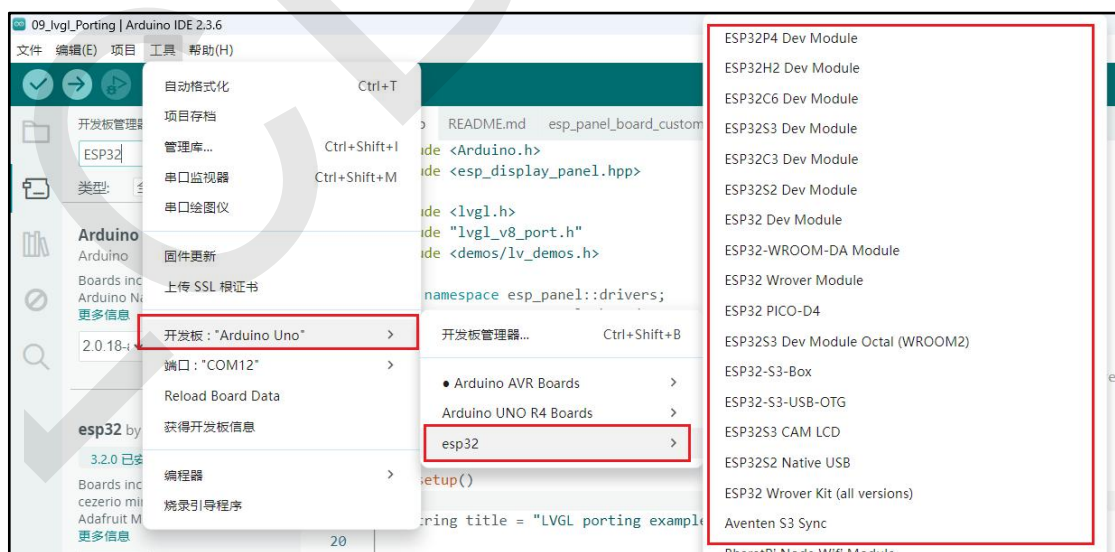 09_lvgl_Porting | Arduino IDE 2.3.6
文件 编辑(E) 项目 工具 帮助(H)
自动格式化 Ctrl+T
项目存档
管理库... Ctrl+Shift+I
串口监视器 Ctrl+Shift+M
串口绘图仪
固件更新
上传 SSL 根证书
开发板 : "Arduino Uno"
端口 : "COM12"
Reload Board Data
获得开发板信息
编程器
烧录引导程序
开发板管理器
ESP32
类型:
Arduino
Arduino
Boards inc
Arduino Na
更多信息
2.0.18-
esp32 by
3.2.0 已安
Boards inc
cezerio mi
Adafruit M
更多信息
README.md esp_panel_board_custom
ude <Arduino.h>
ude <esp_display_panel.hpp>
ude <lvgl.h>
ude "lvgl_v8_port.h"
ude <demos/lv_demos.h>
namespace esp_panel::drivers;
开发板管理器... Ctrl+Shift+B
● Arduino AVR Boards
Arduino UNO R4 Boards
esp32
setup()
tring title = "LVGL porting example
20
ESP32P4 Dev Module
ESP32H2 Dev Module
ESP32C6 Dev Module
ESP32S3 Dev Module
ESP32C3 Dev Module
ESP32S2 Dev Module
ESP32 Dev Module
ESP32-WROOM-DA Module
ESP32 Wrover Module
ESP32 PICO-D4
ESP32S3 Dev Module Octal (WROOM2)
ESP32-S3-Box
ESP32-S3-USB-OTG
ESP32S3 CAM LCD
ESP32S2 Native USB
ESP32 Wrover Kit (all versions)
Aventen S3 Sync